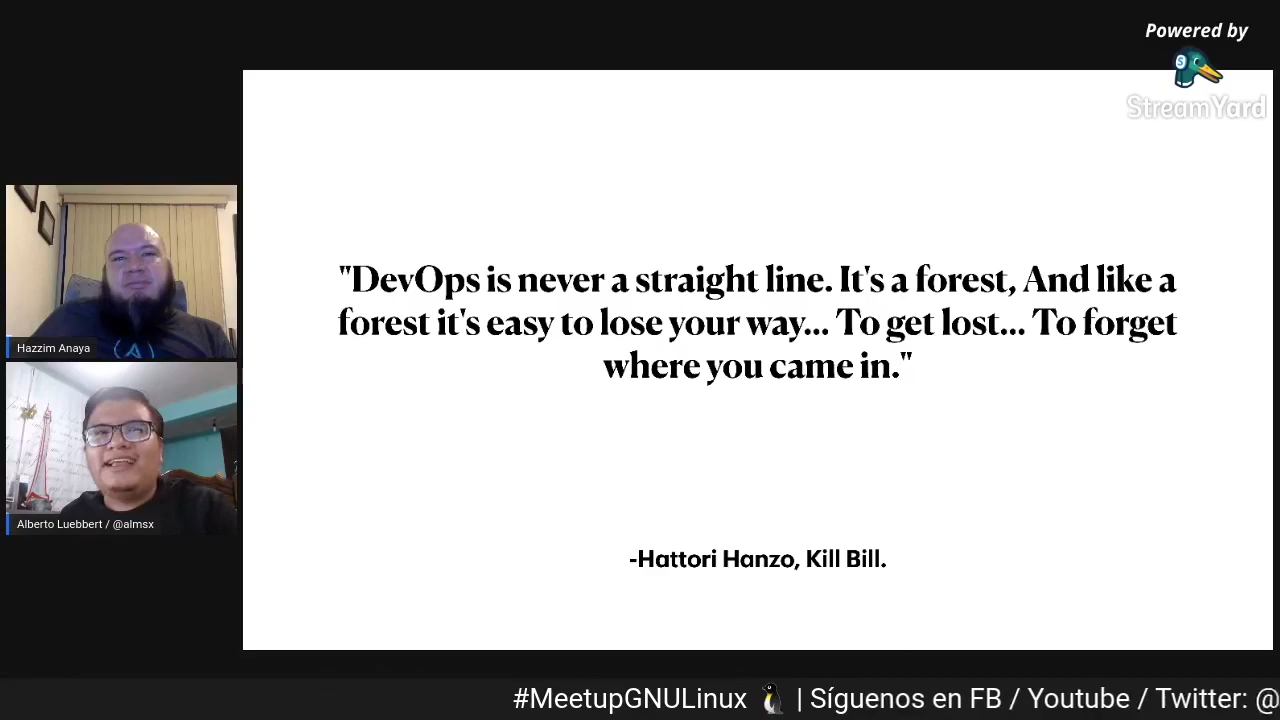 Powered by
StreamYard
"DevOps is never a straight line. It's a forest, And like a
forest it's easy to lose your way... To get lost... To forget
where you came in."
-Hattori Hanzo, Kill Bill.
Hazzim Anaya
Alberto Luebbert / @almsx
#MeetupGNULinux 🐧 | Síguenos en FB / Youtube / Twitter: @